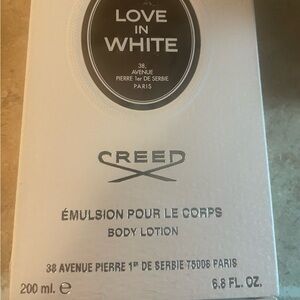 LOVE
IN
WHITE
38,
AVENUE
PIERRE 1er DE SERBIE
PARIS
CREED
ÉMULSION POUR LE CORPS
BODY LOTION
38 AVENUE PIERRE 1ᵉʳ DE SERBIE 75008 PARIS
200 ml. ℮ 6.8 FL. OZ.